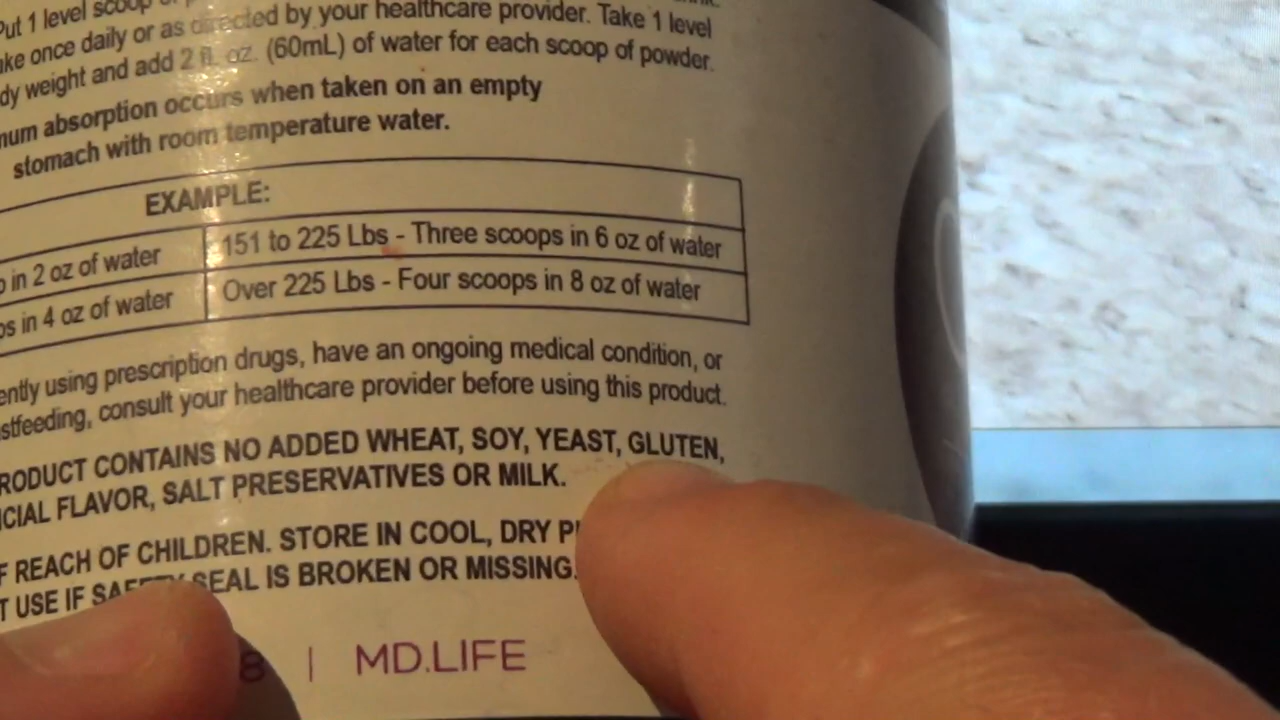 Put 1 level scoop
ake once daily or as directed by your healthcare provider. Take 1 level
dy weight and add 2 fl. oz. (60mL) of water for each scoop of powder.
mum absorption occurs when taken on an empty
stomach with room temperature water.
EXAMPLE:
in 2 oz of water 151 to 225 Lbs - Three scoops in 6 oz of water
ps in 4 oz of water Over 225 Lbs - Four scoops in 8 oz of water
ently using prescription drugs, have an ongoing medical condition, or
stfeeding, consult your healthcare provider before using this product.
RODUCT CONTAINS NO ADDED WHEAT, SOY, YEAST, GLUTEN,
ICIAL FLAVOR, SALT PRESERVATIVES OR MILK.
F REACH OF CHILDREN. STORE IN COOL, DRY
T USE IF SAFETY SEAL IS BROKEN OR MISSING.
8 | MD.LIFE